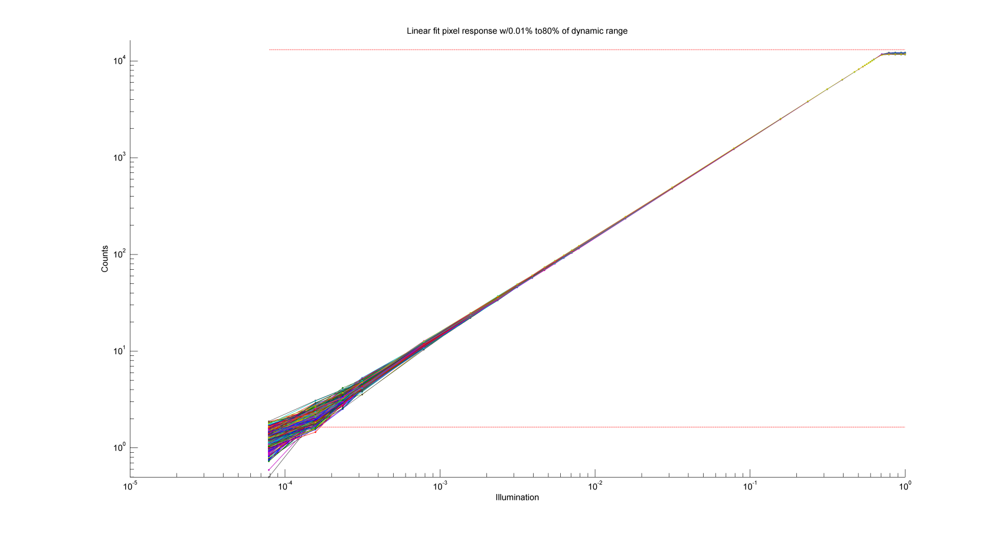 Linear fit pixel response w/0.01% to80% of dynamic range
10^4
10^3
10^2
10^1
10^0
Counts
10^-5 10^-4 10^-3 10^-2 10^-1 10^0
Illumination